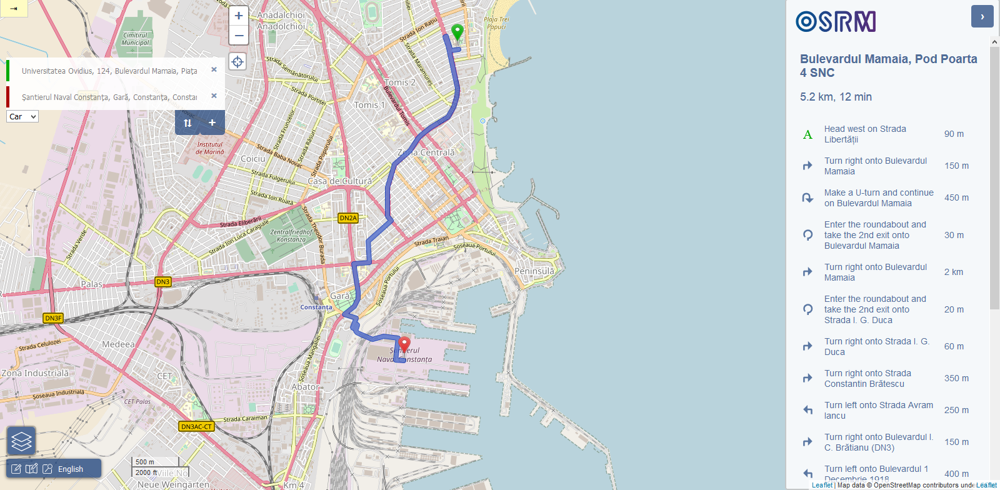 ⇥
Universitatea Ovidius, 124, Bulevardul Mamaia, Piața
Șantierul Naval Constanța, Gară, Constanța, Constan
Car
+
−
Cimitirul
Municipal
Anadalchioi
Anadolchioi
Strada Ion Rațiu
Plaja Trei
Papuci
Strada Semănătorului
Strada Maramureș
Tomis 2
Strada Portiței
Tomis 1
Bulevardul Tomis
Novac
Strada Frunzelor
Strada Răsuri
Strada Poporului
Institutul
de Marină
Coiciu
Strada Baba Novac
Zona Centrală
Strada Fulgerului
Casa de Cultură
Strada Ion Roată
Strada Eliberării
DN2A
Strada Ion Luca Caragiale
Zentralfriedhof
Konstanza
Strada Theodor Burada
Strada Verde
Strada Traian
Șoseaua Portului
Peninsulă
Palas
DN3
Șoseaua Portului
Gară
Constanța
DN3F
Strada Celulozei
Medeea
Șantierul
Naval Constanța
Șoseaua Mangaliei
Zona Industrială
CET
Abator
Șoseaua Industrială
CET Palas
Strada Caraiman
DN3AC-CT
English
500 m
2000 ft
Ville No
Neue Weingärten
Km 4
OSRM
›
Bulevardul Mamaia, Pod Poarta
4 SNC
5.2 km, 12 min
A
Head west on Strada
Libertății
90 m
Turn right onto Bulevardul
Mamaia
150 m
Make a U-turn and continue
on Bulevardul Mamaia
450 m
Enter the roundabout and
take the 2nd exit onto
Bulevardul Mamaia
30 m
Turn right onto Bulevardul
Mamaia
2 km
Enter the roundabout and
take the 2nd exit onto
Strada I. G. Duca
20 m
Turn right onto Strada I. G.
Duca
60 m
Turn right onto Strada
Constantin Brătescu
350 m
Turn left onto Strada Avram
Iancu
250 m
Turn right onto Bulevardul I.
C. Brătianu (DN3)
150 m
Turn left onto Bulevardul 1
Decembrie 1918
400 m
Leaflet | Map data © OpenStreetMap contributors under Leaflet